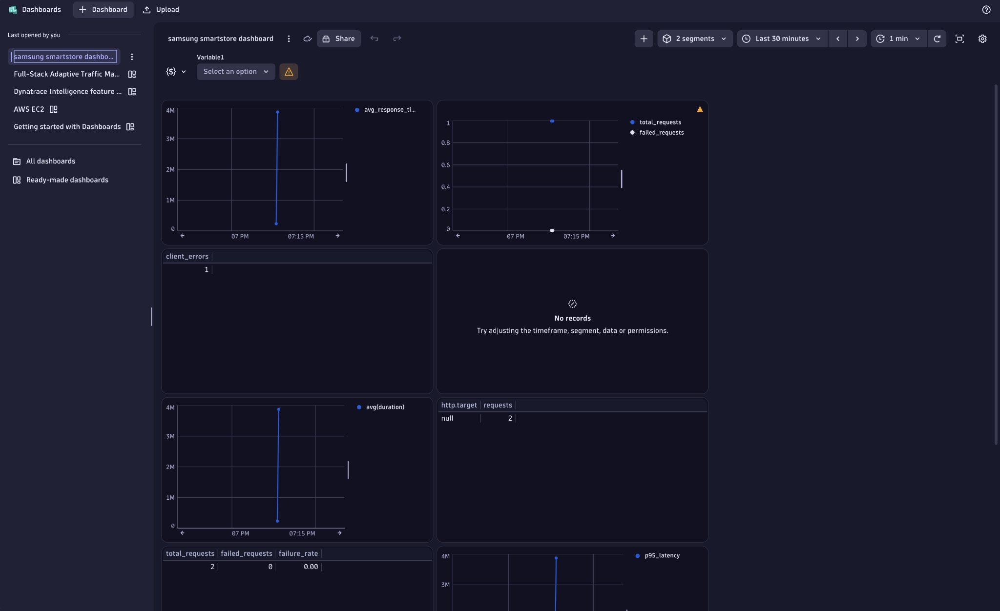 Dashboards
Dashboard
Upload
Last opened by you
samsung smartstore dashbo...
Full-Stack Adaptive Traffic Ma...
Dynatrace Intelligence feature ...
AWS EC2
Getting started with Dashboards
All dashboards
Ready-made dashboards
samsung smartstore dashboard
Share
2 segments
Last 30 minutes
1 min
{$}
Variable1
Select an option
4M
3M
2M
1M
0
07 PM
07:15 PM
avg_response_ti...
1
0.8
0.6
0.4
0.2
0
07 PM
07:15 PM
total_requests
failed_requests
client_errors
1
No records
Try adjusting the timeframe, segment, data or permissions.
4M
3M
2M
1M
0
07 PM
07:15 PM
avg(duration)
http.target requests
null 2
total_requests failed_requests failure_rate
2 0 0.00
4M
3M
p95_latency